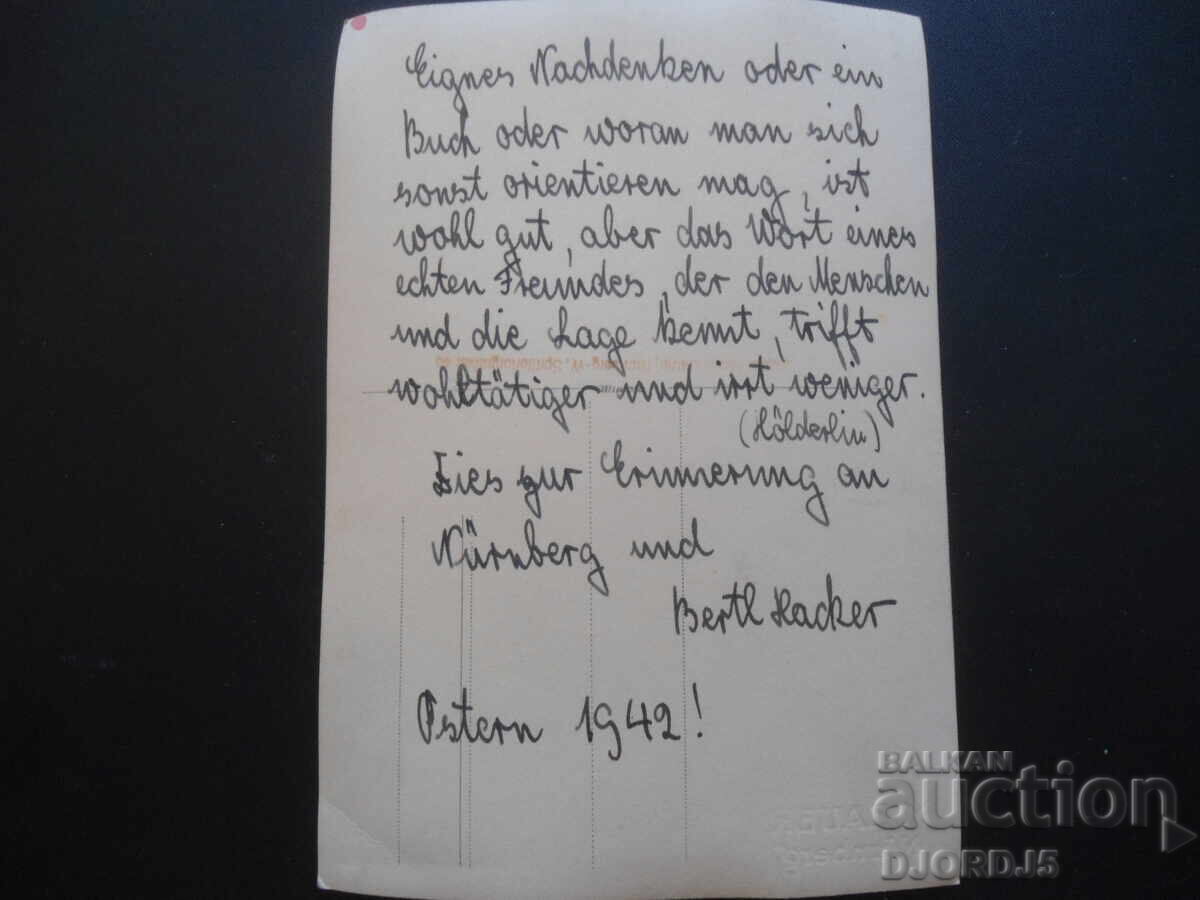 Eignes Nachdenken oder ein
Buch oder woran man sich
sonst orientieren mag, ist
wohl gut, aber das Wort eines
echten Freundes, der den Menschen
und die Lage kennt, trifft
wohltätiger und irrt weniger.
(Hölderlin)
Dies zur Erinnerung an
Nürnberg und
Bertl Hacker
Ostern 1942!
BALKAN
auction
DJORDJ5